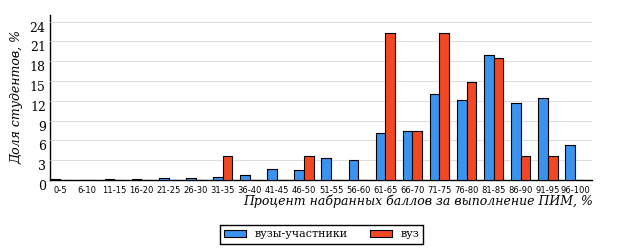 Доля студентов, %
24
21
18
15
12
9
6
3
0
0-5 6-10 11-15 16-20 21-25 26-30 31-35 36-40 41-45 46-50 51-55 56-60 61-65 66-70 71-75 76-80 81-85 86-90 91-95 96-100
Процент набранных баллов за выполнение ПИМ, %
вузы-участники вуз